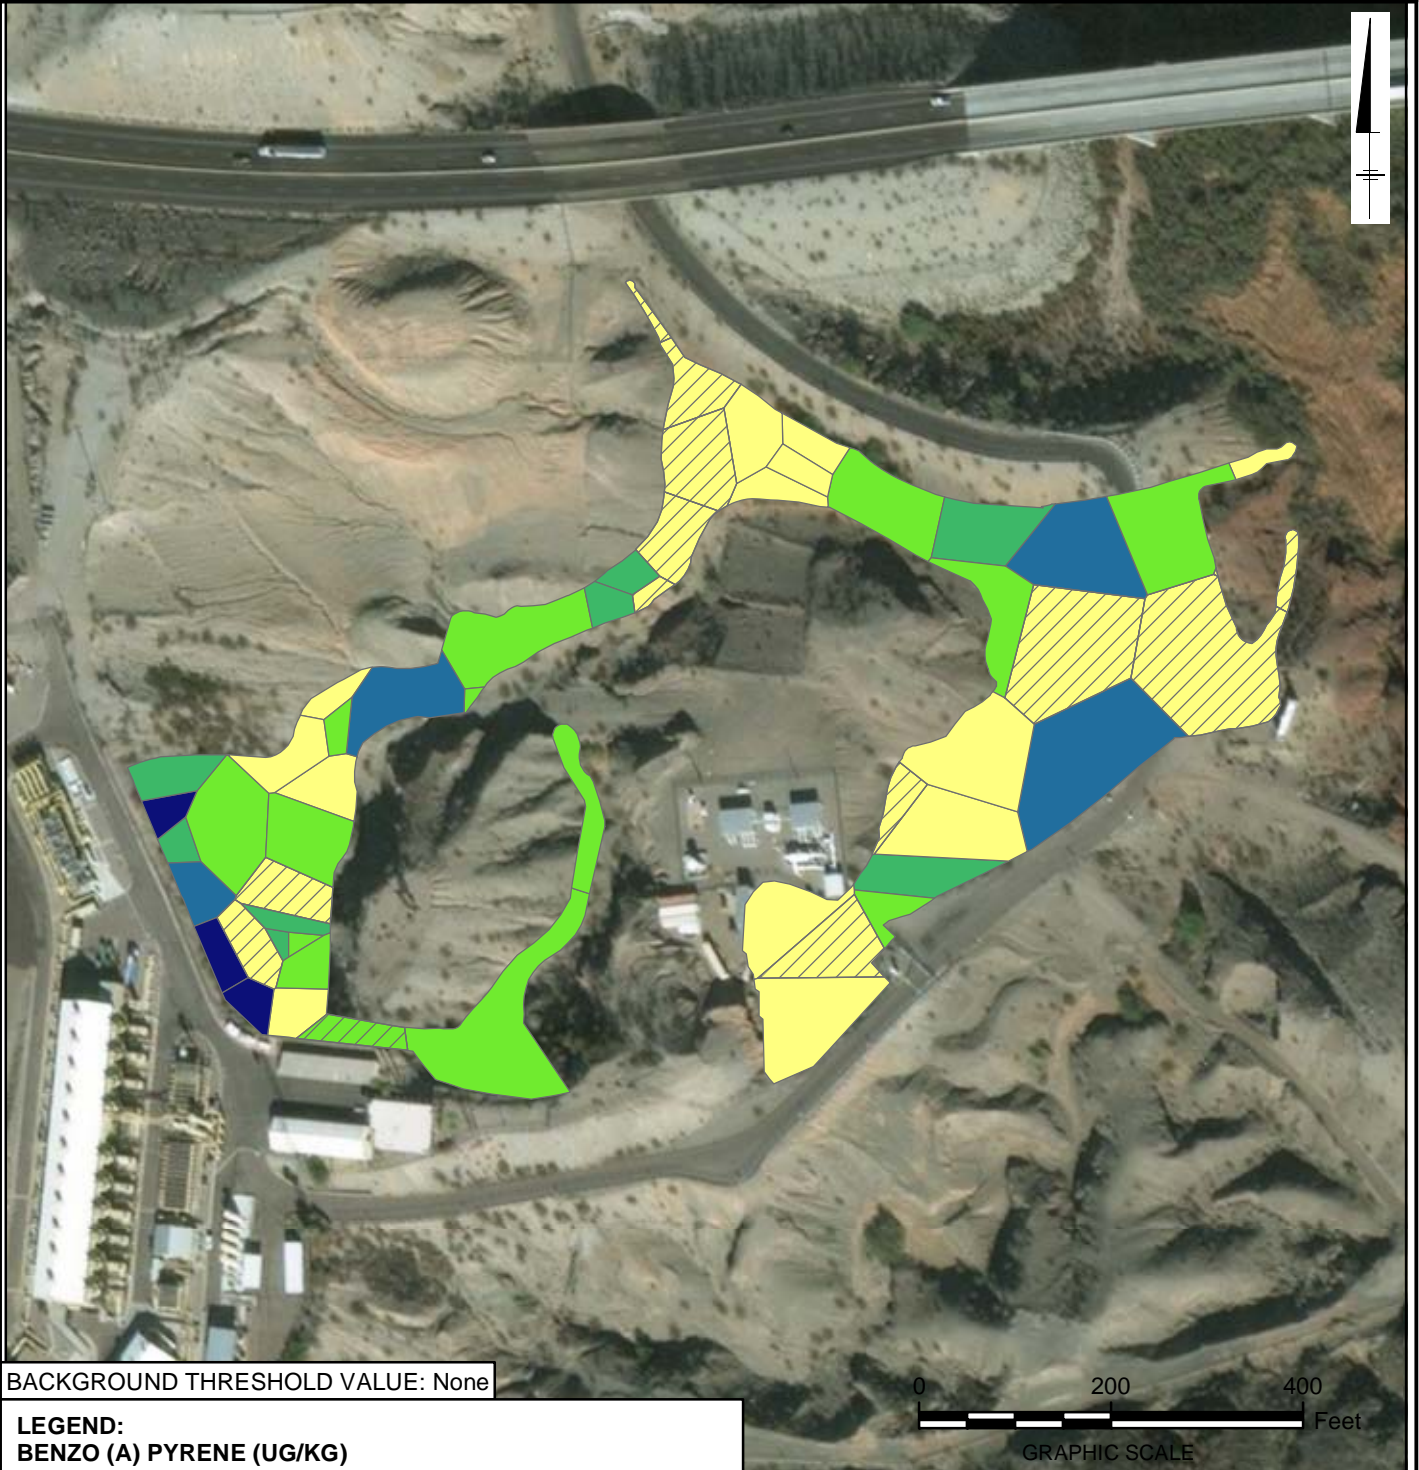 BACKGROUND THRESHOLD VALUE: None
LEGEND:
BENZO (A) PYRENE (UG/KG)
0 200 400
Feet
GRAPHIC SCALE